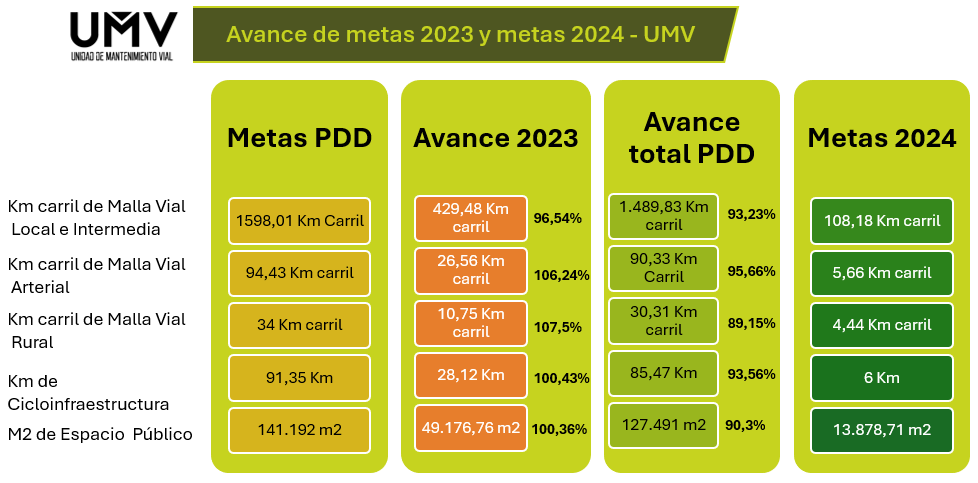 UMV
UNIDAD DE MANTENIMIENTO VIAL
Avance de metas 2023 y metas 2024 - UMV
Metas PDD
Avance 2023
Avance
total PDD
Metas 2024
Km carril de Malla Vial
Local e Intermedia
1598,01 Km Carril
429,48 Km
carril
96,54%
1.489,83 Km
carril
93,23%
108,18 Km carril
Km carril de Malla Vial
Arterial
94,43 Km carril
26,56 Km
carril
106,24%
90,33 Km
Carril
95,66%
5,66 Km carril
Km carril de Malla Vial
Rural
34 Km carril
10,75 Km
carril
107,5%
30,31 Km
carril
89,15%
4,44 Km carril
Km de
Cicloinfraestructura
91,35 Km
28,12 Km
100,43%
85,47 Km
93,56%
6 Km
M2 de Espacio Público
141.192 m2
49.176,76 m2
100,36%
127.491 m2
90,3%
13.878,71 m2